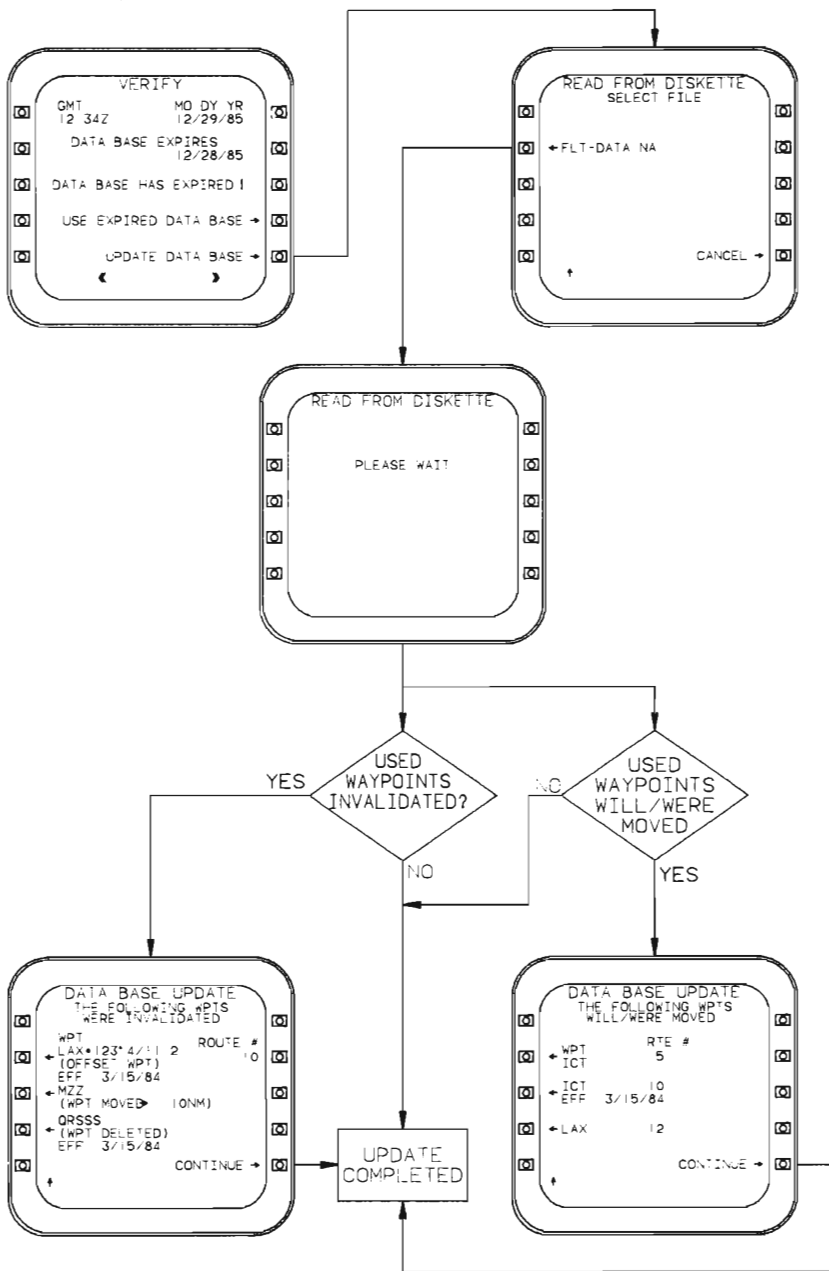 VERIFY
GMT MO DY YR
12 34Z 12/29/85
DATA BASE EXPIRES
12/28/85
DATA BASE HAS EXPIRED !
USE EXPIRED DATA BASE →
UPDATE DATA BASE →
❮ ❯
READ FROM DISKETTE
SELECT FILE
←FLT-DATA NA
CANCEL →
↑
READ FROM DISKETTE
PLEASE WAIT
USED
WAYPOINTS
INVALIDATED?
YES
NO
USED
WAYPOINTS
WILL/WERE
MOVED
NO
YES
DATA BASE UPDATE
THE FOLLOWING WPTS
WERE INVALIDATED
WPT ROUTE #
10
(OFFSET WPT)
EFF 3/15/84
←MZZ
(WPT MOVED 10NM)
QRSSS
←(WPT DELETED)
EFF 3/15/84
CONTINUE →
↑
UPDATE
COMPLETED
DATA BASE UPDATE
THE FOLLOWING WPTS
WILL/WERE MOVED
RTE #
←WPT 5
ICT
←ICT 10
EFF 3/15/84
←LAX 12
CONTINUE →
↑